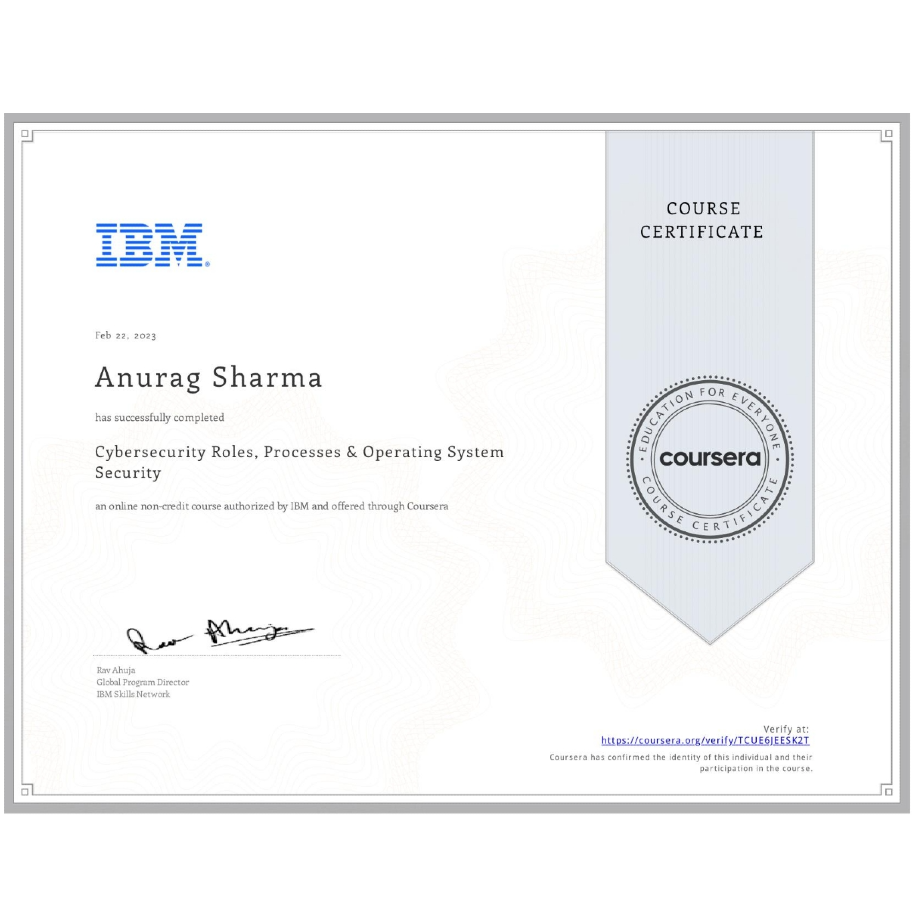 COURSE
CERTIFICATE
IBM®
Feb 22, 2023
Anurag Sharma
has successfully completed
Cybersecurity Roles, Processes & Operating System
Security
an online non-credit course authorized by IBM and offered through Coursera
EDUCATION FOR EVERYONE
coursera
COURSE CERTIFICATE
Rav Ahuja
Rav Ahuja
Global Program Director
IBM Skills Network
Verify at:
https://coursera.org/verify/TCUE6JEESK2T
Coursera has confirmed the identity of this individual and their
participation in the course.